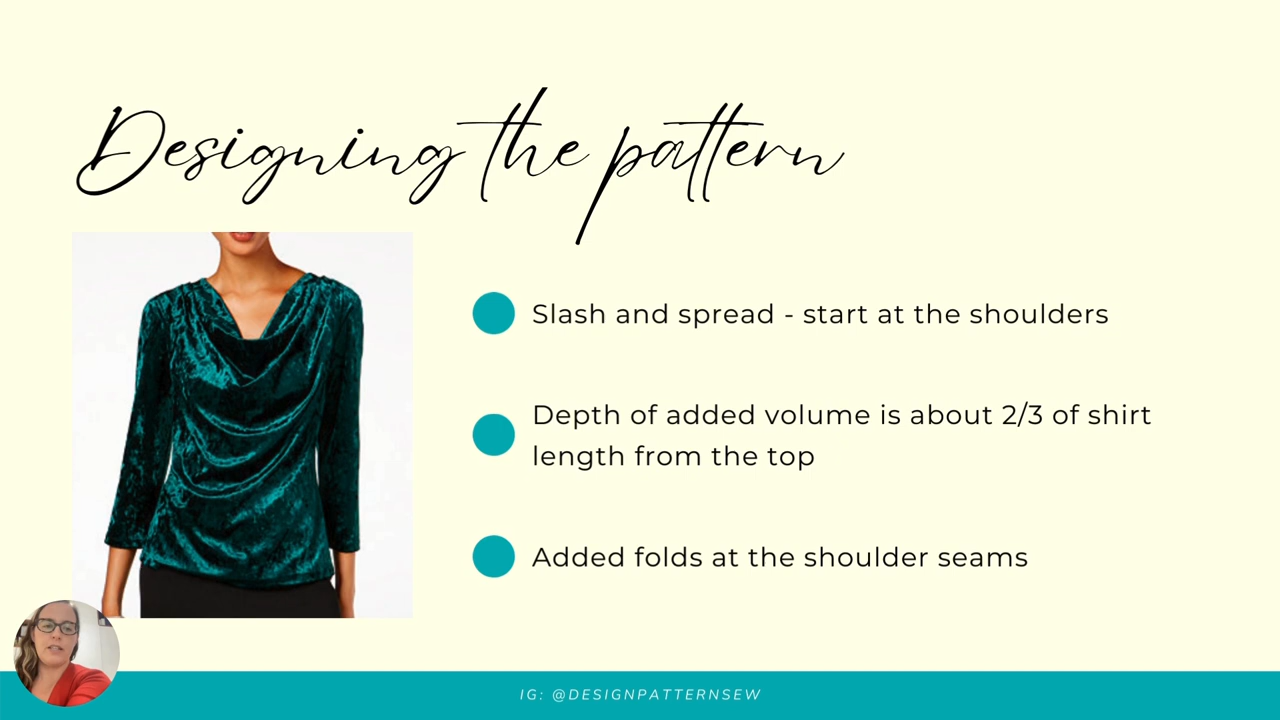 Designing the pattern
Slash and spread - start at the shoulders
Depth of added volume is about 2/3 of shirt
length from the top
Added folds at the shoulder seams
IG: @DESIGNPATTERNSEW